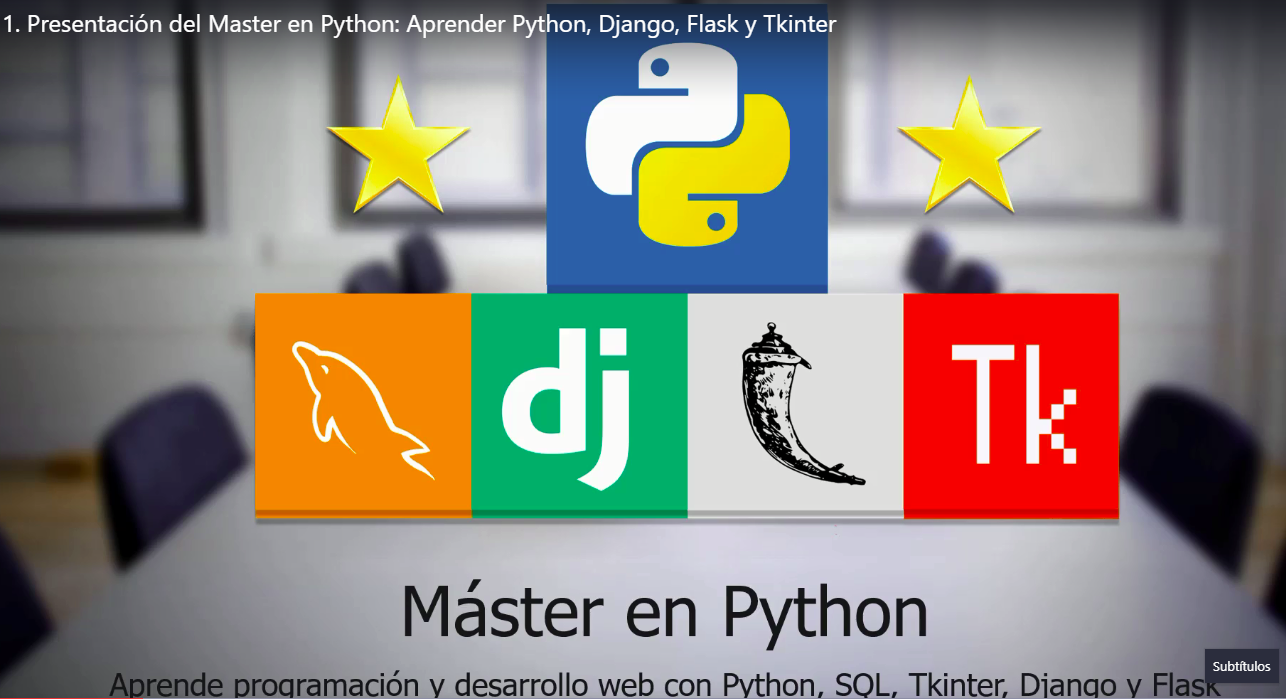 1. Presentación del Master en Python: Aprender Python, Django, Flask y Tkinter
dj
Tk
Máster en Python
Aprende programación y desarrollo web con Python, SQL, Tkinter, Django y Flask
Subtítulos